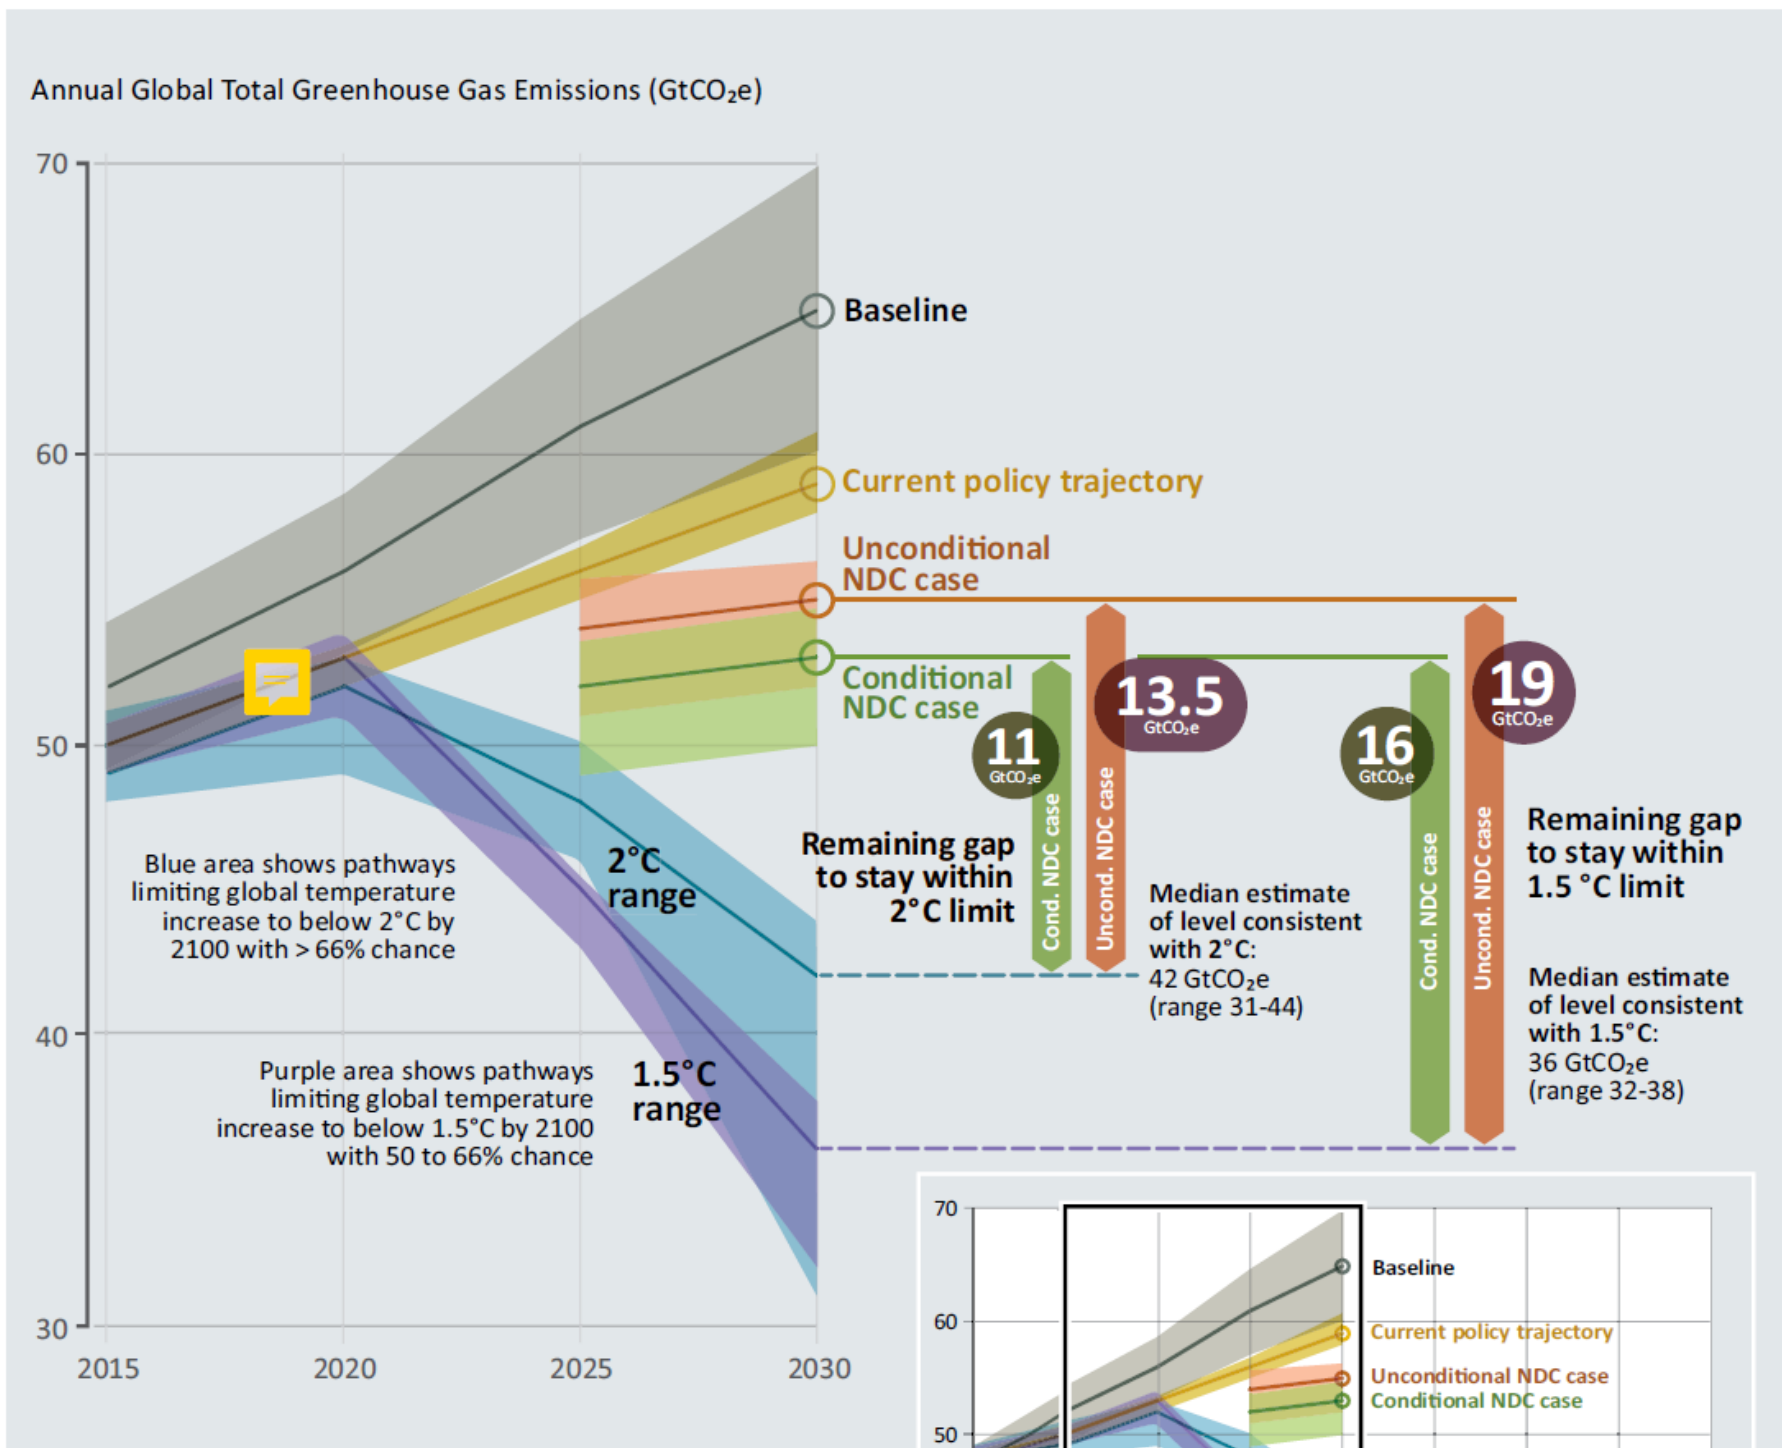 Annual Global Total Greenhouse Gas Emissions (GtCO₂e)
70
60
50
40
30
2015
2020
2025
2030
Baseline
Current policy trajectory
Unconditional
NDC case
Conditional
NDC case
2°C
range
1.5°C
range
Blue area shows pathways
limiting global temperature
increase to below 2°C by
2100 with > 66% chance
Purple area shows pathways
limiting global temperature
increase to below 1.5°C by 2100
with 50 to 66% chance
11
GtCO₂e
Cond. NDC case
13.5
GtCO₂e
Uncond. NDC case
Remaining gap
to stay within
2°C limit
Median estimate
of level consistent
with 2°C:
42 GtCO₂e
(range 31-44)
16
GtCO₂e
Cond. NDC case
19
GtCO₂e
Uncond. NDC case
Remaining gap
to stay within
1.5 °C limit
Median estimate
of level consistent
with 1.5°C:
36 GtCO₂e
(range 32-38)
70
60
50
Baseline
Current policy trajectory
Unconditional NDC case
Conditional NDC case